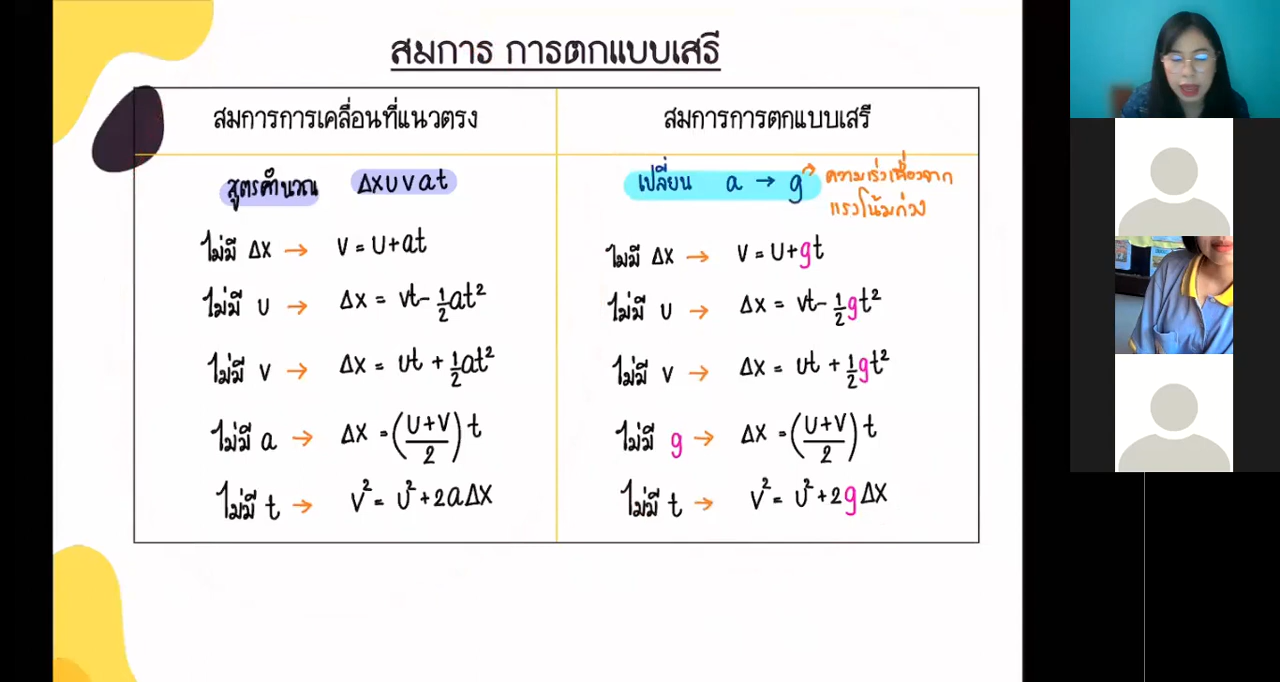 สมการ การตกแบบเสรี
สมการการเคลื่อนที่แนวตรง
สมการการตกแบบเสรี
สูตรคำนวณ Δx u v a t
เปลี่ยน a → g → ความเร่งเนื่องจาก
แรงโน้มถ่วง
ไม่มี Δx → v = u+at
ไม่มี u → Δx = vt - ½at²
ไม่มี v → Δx = ut + ½at²
ไม่มี a → Δx = (u+v/2) t
ไม่มี t → v² = u² + 2aΔx
ไม่มี Δx → v = u+gt
ไม่มี u → Δx = vt - ½gt²
ไม่มี v → Δx = ut + ½gt²
ไม่มี g → Δx = (u+v/2) t
ไม่มี t → v² = u² + 2gΔx